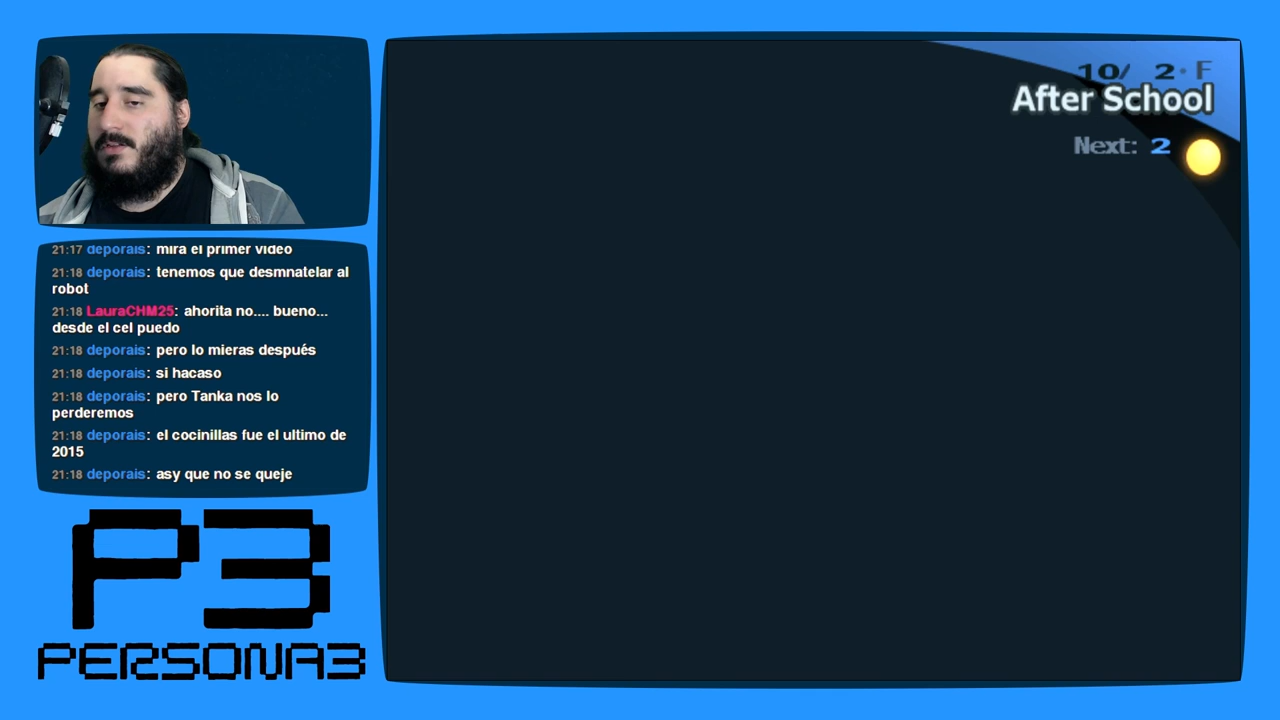 10/ 2·F
After School
Next: 2
21:17 deporais: mira el primer video
21:18 deporais: tenemos que desmnatelar al
robot
21:18 LauraCHM25: ahorita no.... bueno...
desde el cel puedo
21:18 deporais: pero lo mieras después
21:18 deporais: si hacaso
21:18 deporais: pero Tanka nos lo
perderemos
21:18 deporais: el cocinillas fue el ultimo de
2015
21:18 deporais: asy que no se queje
P3
PERSONA3